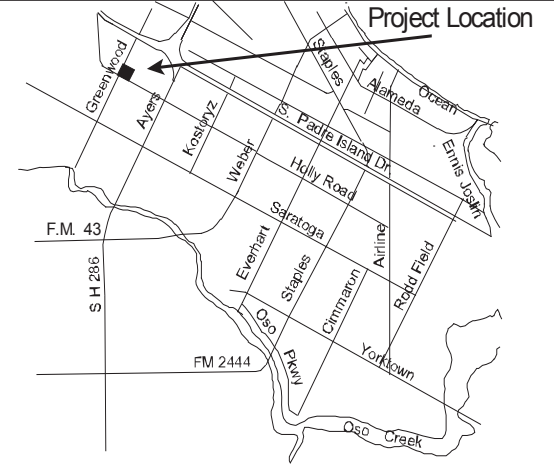 Project Location
Greenwood
Ayers
Kostoryz
Weber
Staples
Alameda
Ocean
S. Padre Island Dr.
Ennis Joslin
Holly Road
Saratoga
F.M. 43
S H 286
Everhart
Staples
Cimmaron
Airline
Rodd Field
Oso
Pkwy
Yorktown
FM 2444
Oso Creek